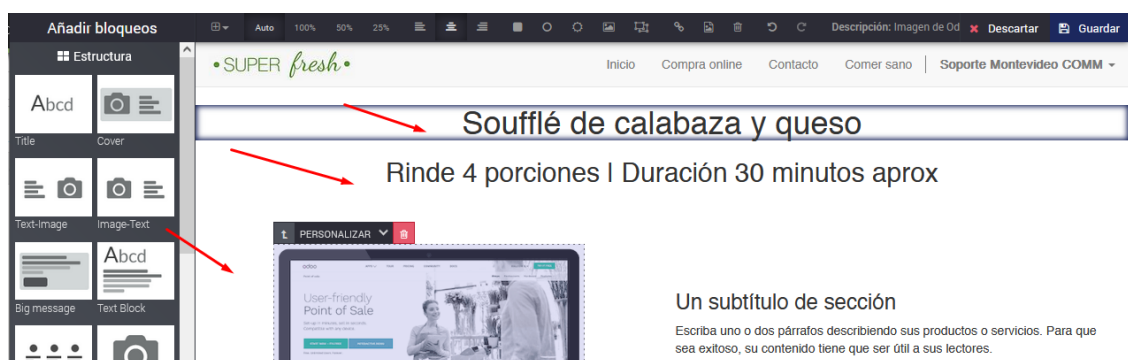 Añadir bloqueos
Auto 100% 50% 25% Descripción: Imagen de Od Descartar Guardar
Estructura
•SUPER fresh•
Inicio Compra online Contacto Comer sano Soporte Montevideo COMM
Abcd
Title Cover
Soufflé de calabaza y queso
Rinde 4 porciones l Duración 30 minutos aprox
Text-Image Image-Text
PERSONALIZAR
Abcd
odoo
User-friendly
Point of Sale
Big message Text Block
Un subtítulo de sección
Escriba uno o dos párrafos describiendo sus productos o servicios. Para que
sea exitoso, su contenido tiene que ser útil a sus lectores.